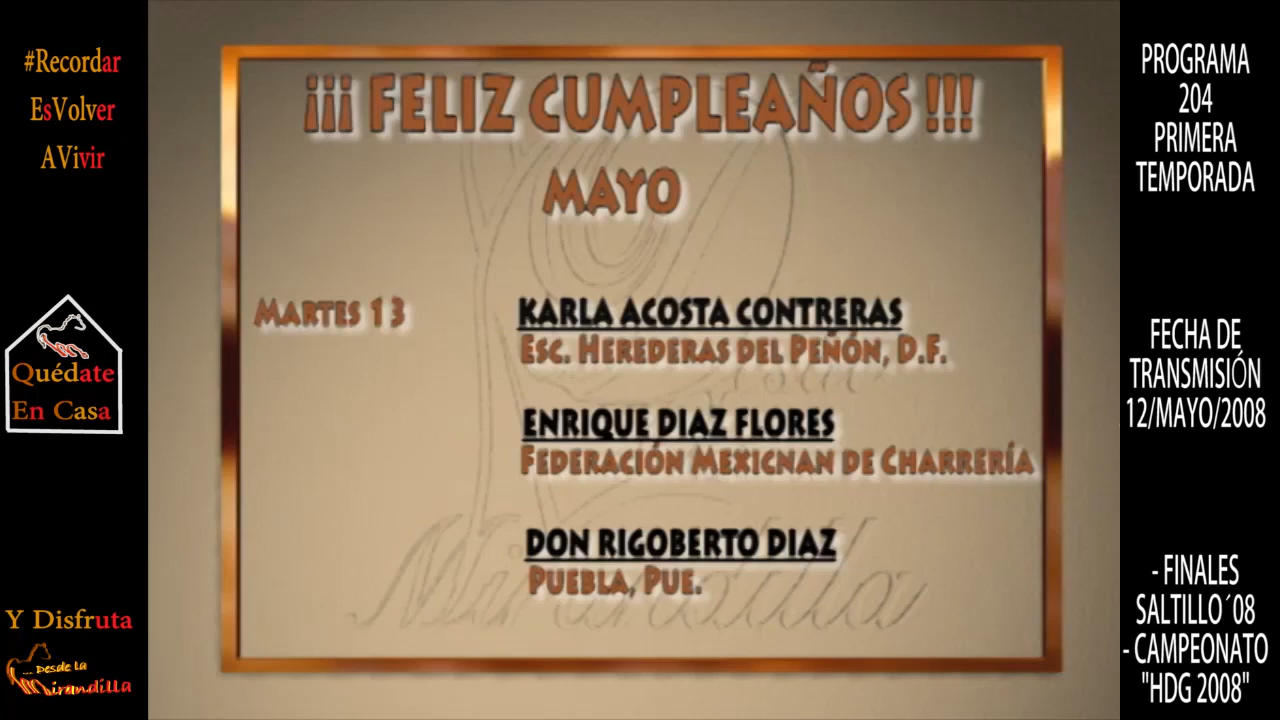 #Recordar
EsVolver
AVivir
Quédate
En Casa
Y Disfruta
... Desde La
Mirandilla
¡¡¡ FELIZ CUMPLEAÑOS !!!
MAYO
MARTES 13
KARLA ACOSTA CONTRERAS
ESC. HEREDERAS DEL PEÑÓN, D.F.
ENRIQUE DIAZ FLORES
FEDERACIÓN MEXICNAN DE CHARRERÍA
DON RIGOBERTO DIAZ
PUEBLA, PUE.
Mirandilla
PROGRAMA
204
PRIMERA
TEMPORADA
FECHA DE
TRANSMISIÓN
12/MAYO/2008
- FINALES
SALTILLO´08
- CAMPEONATO
"HDG 2008"